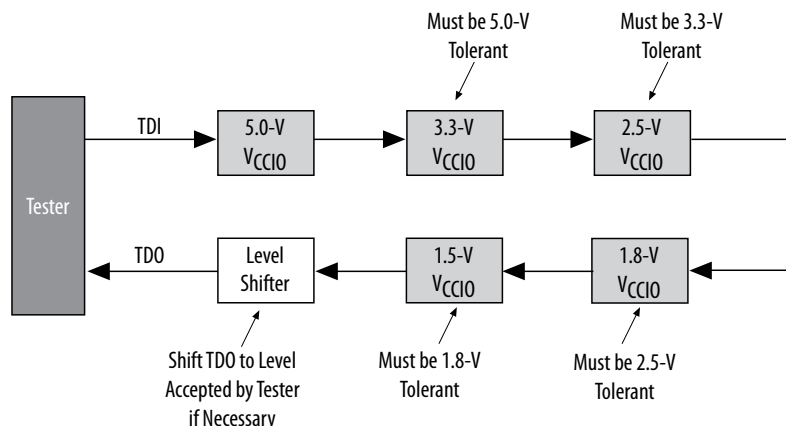 Must be 5.0-V
Tolerant
Must be 3.3-V
Tolerant
Tester
TDI
5.0-V
VCCIO
3.3-V
VCCIO
2.5-V
VCCIO
TDO
Level
Shifter
1.5-V
VCCIO
1.8-V
VCCIO
Shift TDO to Level
Accepted by Tester
if Necessary
Must be 1.8-V
Tolerant
Must be 2.5-V
Tolerant